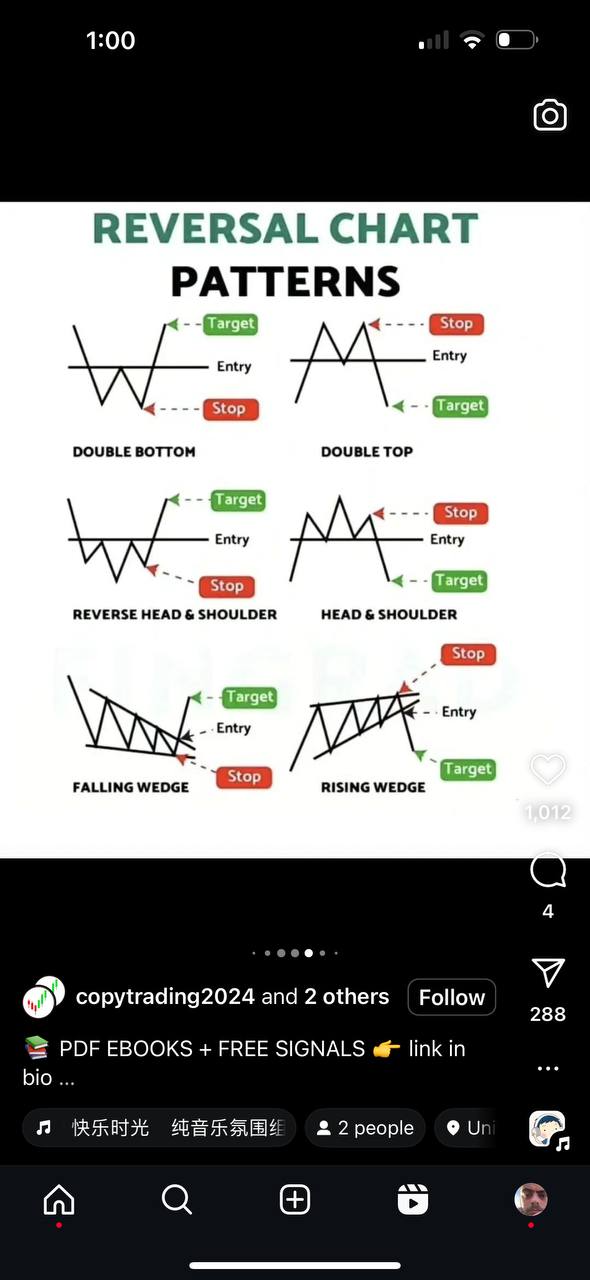 1:00
REVERSAL CHART
PATTERNS
Target
Entry
Stop
DOUBLE BOTTOM
Stop
Entry
Target
DOUBLE TOP
Target
Entry
Stop
REVERSE HEAD & SHOULDER
Stop
Entry
Target
HEAD & SHOULDER
Target
Entry
Stop
FALLING WEDGE
Stop
Entry
Target
RISING WEDGE
1,012
4
288
copytrading2024 and 2 others
Follow
📚 PDF EBOOKS + FREE SIGNALS 👉 link in
bio ...
快乐时光 纯音乐氛围组
2 people
Uni